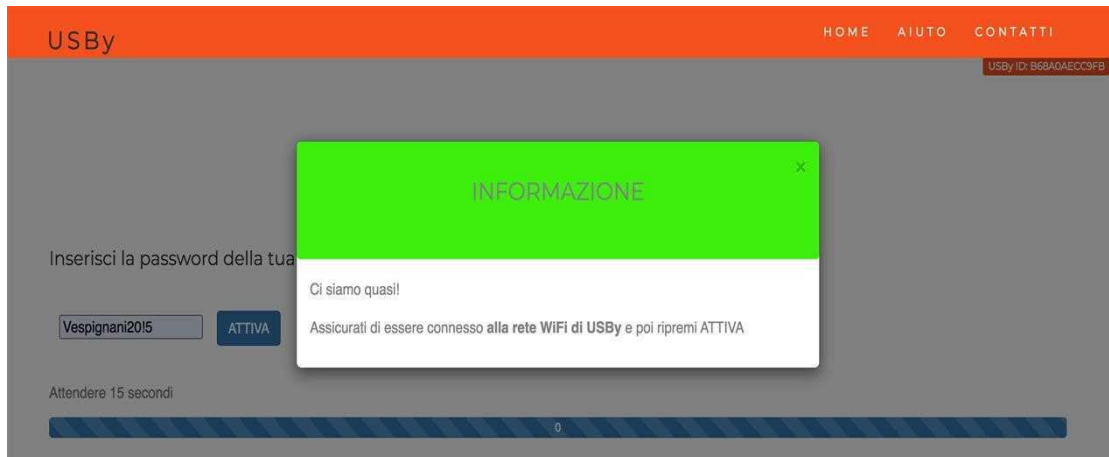 USBy
HOME AIUTO CONTATTI
USBy ID: B68A0AECC9FB
×
INFORMAZIONE
Inserisci la password della tua
Ci siamo quasi!
Assicurati di essere connesso alla rete WiFi di USBy e poi ripremi ATTIVA
Vespignani20!5
ATTIVA
Attendere 15 secondi
0